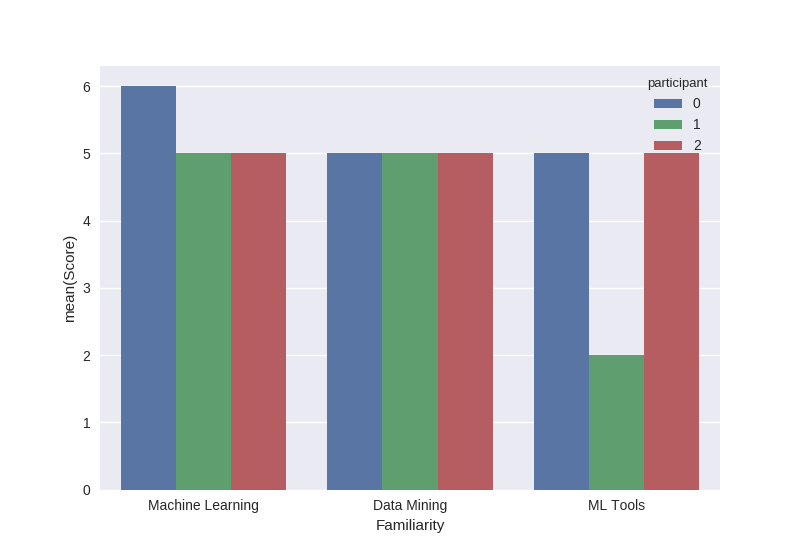 participant
0
1
2
6
5
4
3
2
1
0
mean(Score)
Machine Learning
Data Mining
ML Tools
Familiarity